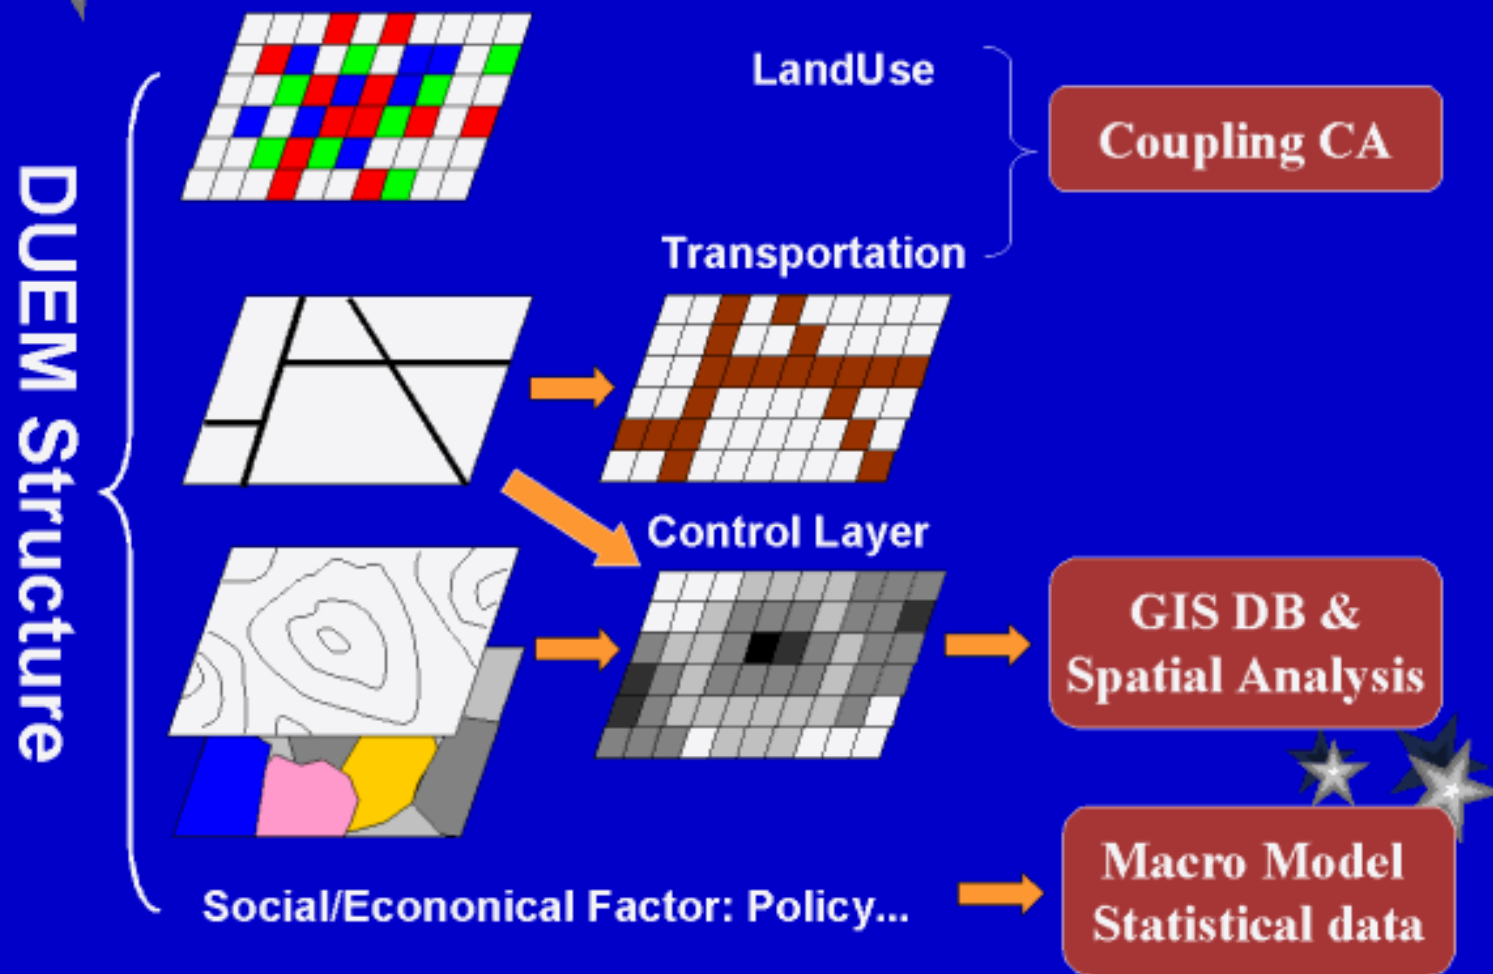 DUEM Structure
LandUse
Coupling CA
Transportation
Control Layer
GIS DB &
Spatial Analysis
Social/Econonical Factor: Policy...
Macro Model
Statistical data